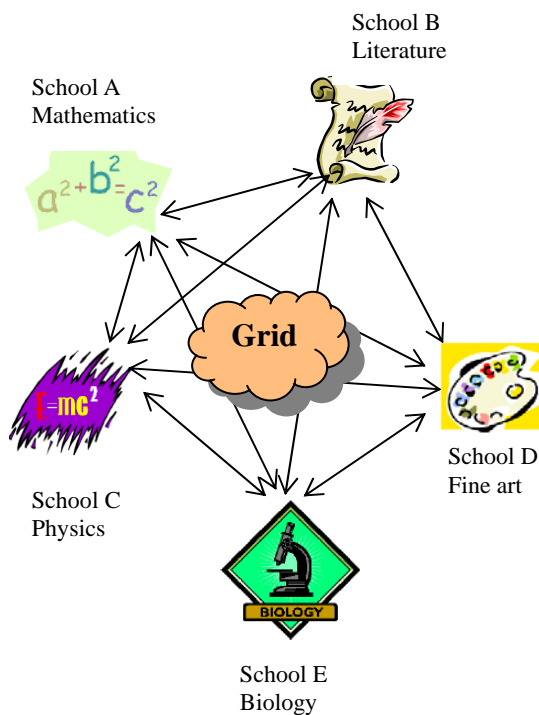 School B
Literature
School A
Mathematics
a² + b² = c²
Grid
E=mc²
School D
Fine art
School C
Physics
BIOLOGY
School E
Biology